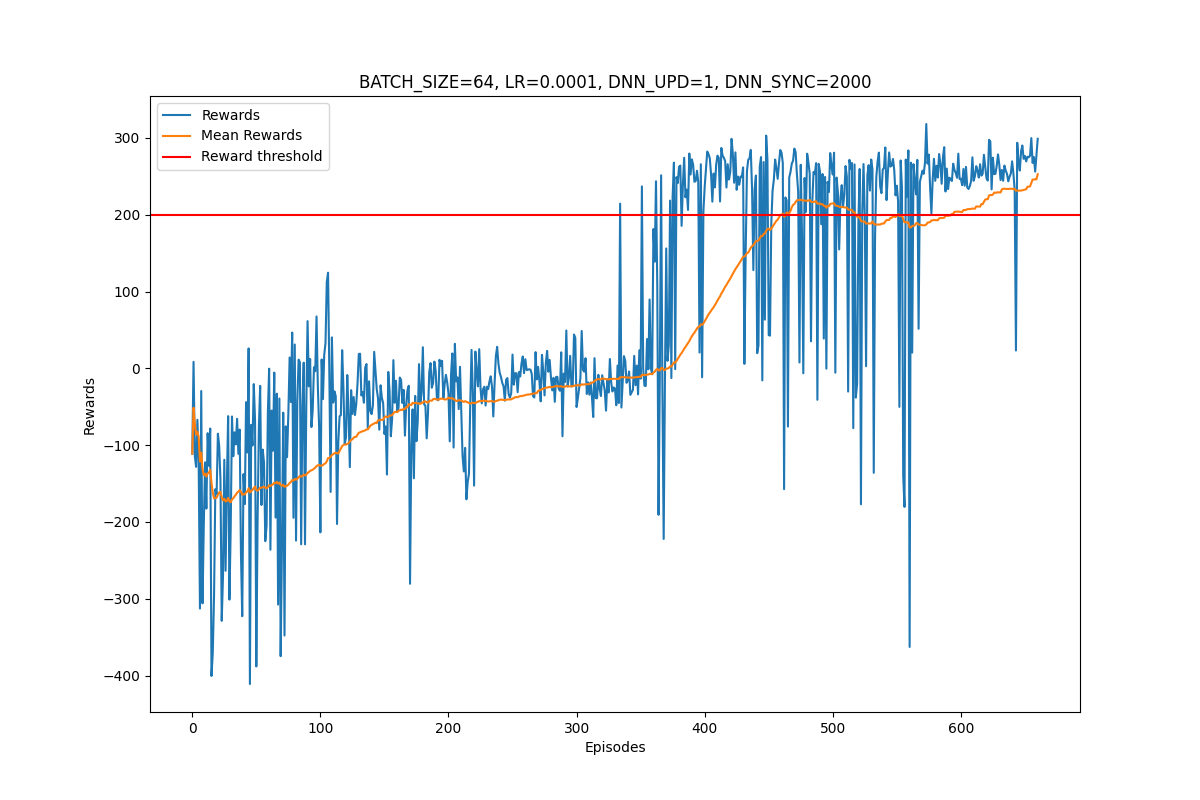 BATCH_SIZE=64, LR=0.0001, DNN_UPD=1, DNN_SYNC=2000
Rewards
Mean Rewards
Reward threshold
300
200
100
0
−100
−200
−300
−400
Rewards
0 100 200 300 400 500 600
Episodes